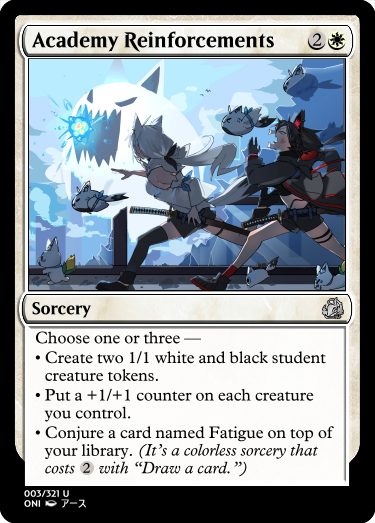 Academy Reinforcements 2
Sorcery
Choose one or three —
• Create two 1/1 white and black student
creature tokens.
• Put a +1/+1 counter on each creature
you control.
• Conjure a card named Fatigue on top of
your library. (It's a colorless sorcery that
costs 2 with “Draw a card.”)
003/321 U
ONI アース